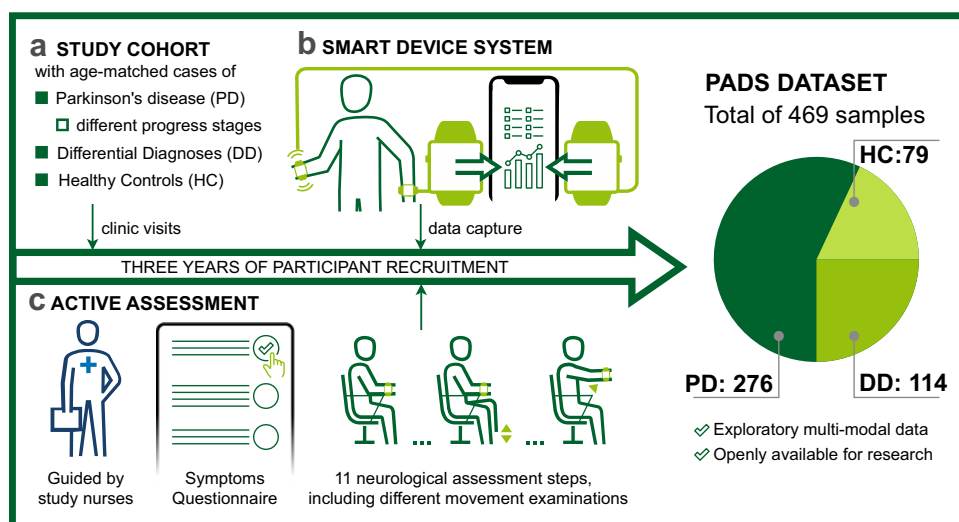 a STUDY COHORT
with age-matched cases of
Parkinson's disease (PD)
different progress stages
Differential Diagnoses (DD)
Healthy Controls (HC)
clinic visits
b SMART DEVICE SYSTEM
data capture
THREE YEARS OF PARTICIPANT RECRUITMENT
c ACTIVE ASSESSMENT
Guided by
study nurses
Symptoms
Questionnaire
... ...
11 neurological assessment steps,
including different movement examinations
PADS DATASET
Total of 469 samples
HC:79
PD: 276
DD: 114
Exploratory multi-modal data
Openly available for research